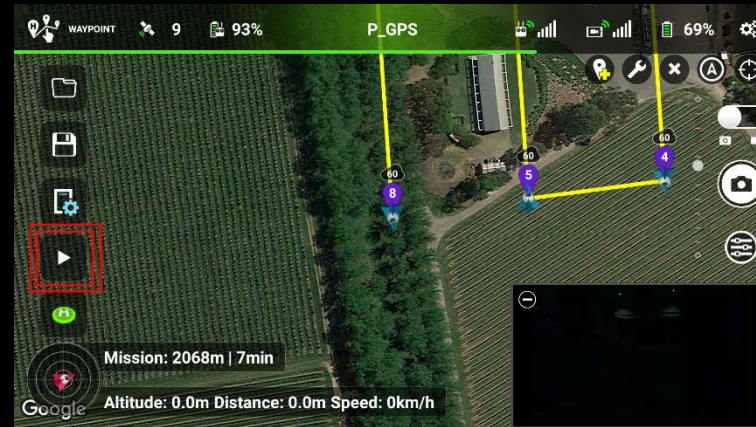 WAYPOINT 9 93% P_GPS 69%
A
60
4
60
5
60
8
H
Mission: 2068m | 7min
Altitude: 0.0m Distance: 0.0m Speed: 0km/h
Google